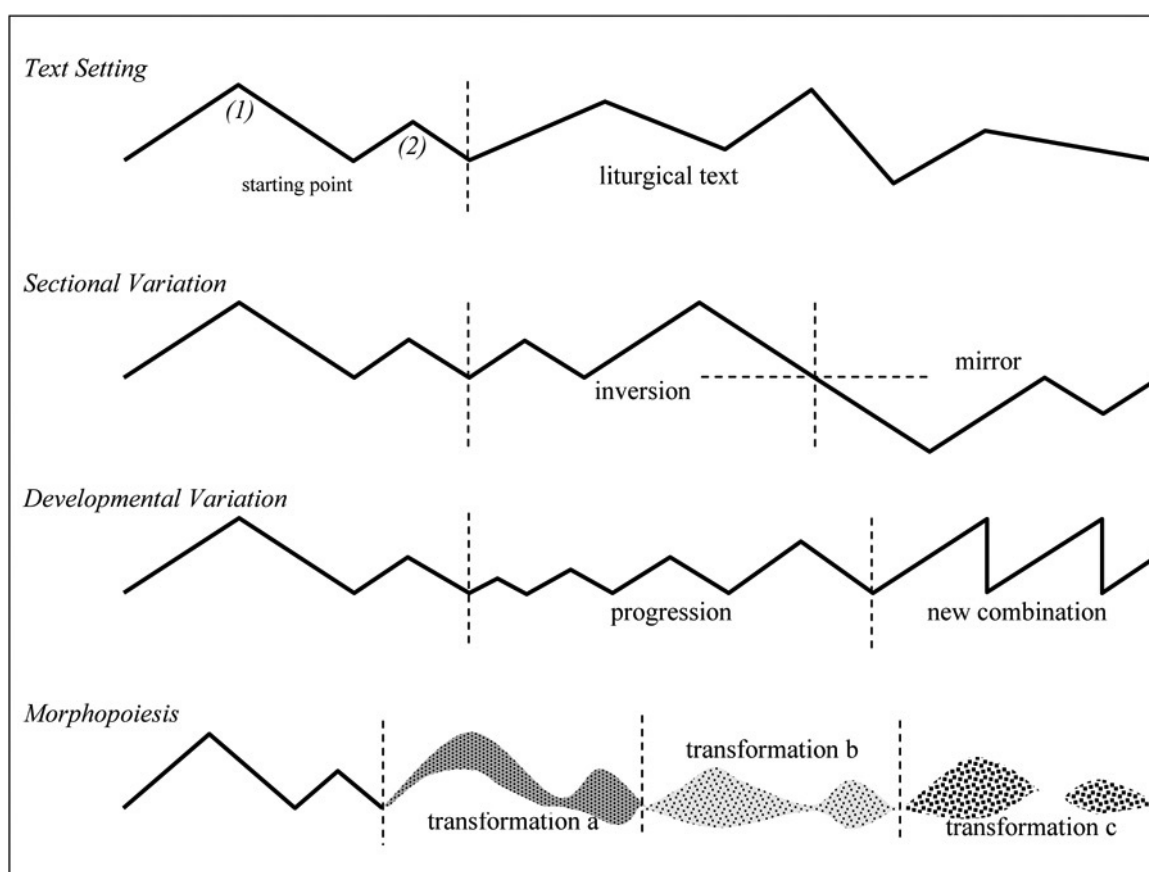 Text Setting
(1)
(2)
starting point
liturgical text
Sectional Variation
inversion
mirror
Developmental Variation
progression
new combination
Morphopoiesis
transformation a
transformation b
transformation c